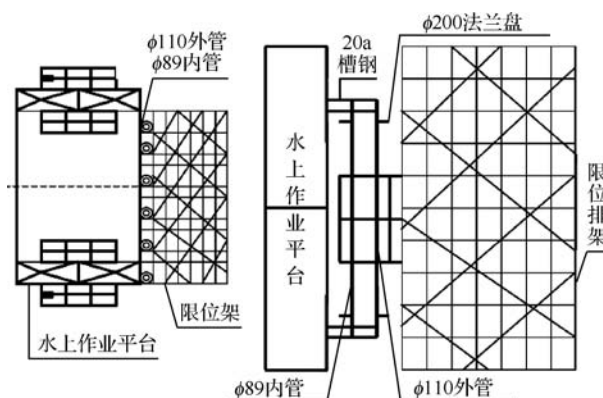 φ110外管
φ89内管
限位架
水上作业平台
20a
槽钢
φ200法兰盘
水上作业平台
限位排架
φ89内管
φ110外管